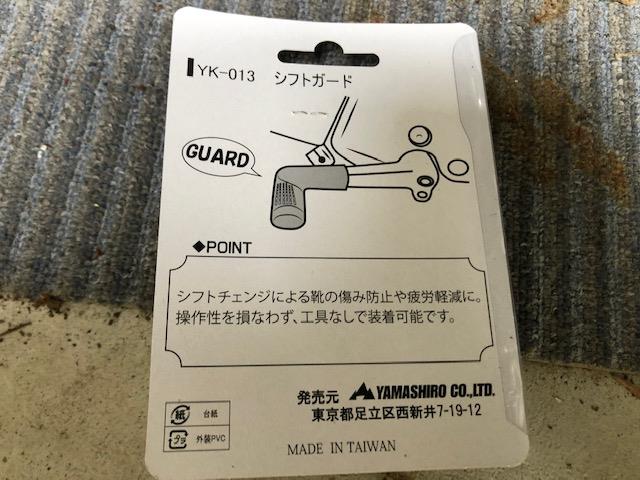 YK-013 シフトガード
GUARD
◆POINT
シフトチェンジによる靴の傷み防止や疲労軽減に。
操作性を損なわず、工具なしで装着可能です。
発売元 YAMASHIRO CO.,LTD.
東京都足立区西新井7-19-12
紙 台紙
プラ 外装PVC
MADE IN TAIWAN